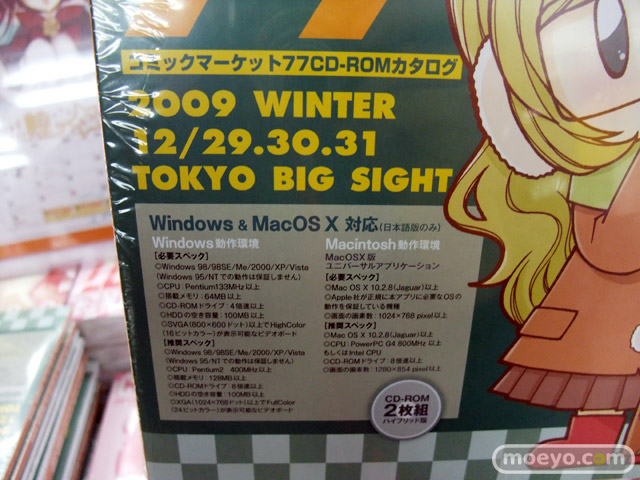 77
コミックマーケット77CD-ROMカタログ
2009 WINTER
12/29.30.31
TOKYO BIG SIGHT
Windows & MacOS X 対応(日本語版のみ)
Windows動作環境
[必要スペック]
○Windows 98/98SE/Me/2000/XP/Vista
(Windows 95/NTでの動作は保証しません)
○CPU : Pentium133MHz以上
○搭載メモリ : 64MB以上
○CD-ROMドライブ : 4倍速以上
○HDDの空き容量 : 100MB以上
○SVGA(800×600ドット)以上でHighColor
(16ビットカラー)が表示可能なビデオボード
[推奨スペック]
○Windows 98/98SE/Me/2000/XP/Vista
(Windows 95/NTでの動作は保証しません)
○CPU : Pentium2 400MHz以上
○搭載メモリ : 128MB以上
○CD-ROMドライブ : 8倍速以上
○HDDの空き容量 : 100MB以上
○XGA(1024×768ドット)以上でFullColor
(24ビットカラー)が表示可能なビデオボード
Macintosh動作環境
MacOSX版
ユニバーサルアプリケーション
[必要スペック]
○Mac OS X 10.2.8(Jaguar)以上
○Apple社が正規に本アプリに必要なOSの
動作を保証している機種
○画面の画素数 : 1024×768 pixel以上
[推奨スペック]
○Mac OS X 10.2.8(Jaguar)以上
○CPU : PowerPC G4 800MHz 以上
もしくはIntel CPU
○CD-ROMドライブ : 8倍速以上
○画面の画素数 : 1280×854 pixel以上
CD-ROM
2枚組
ハイブリッド版
moeyo.com